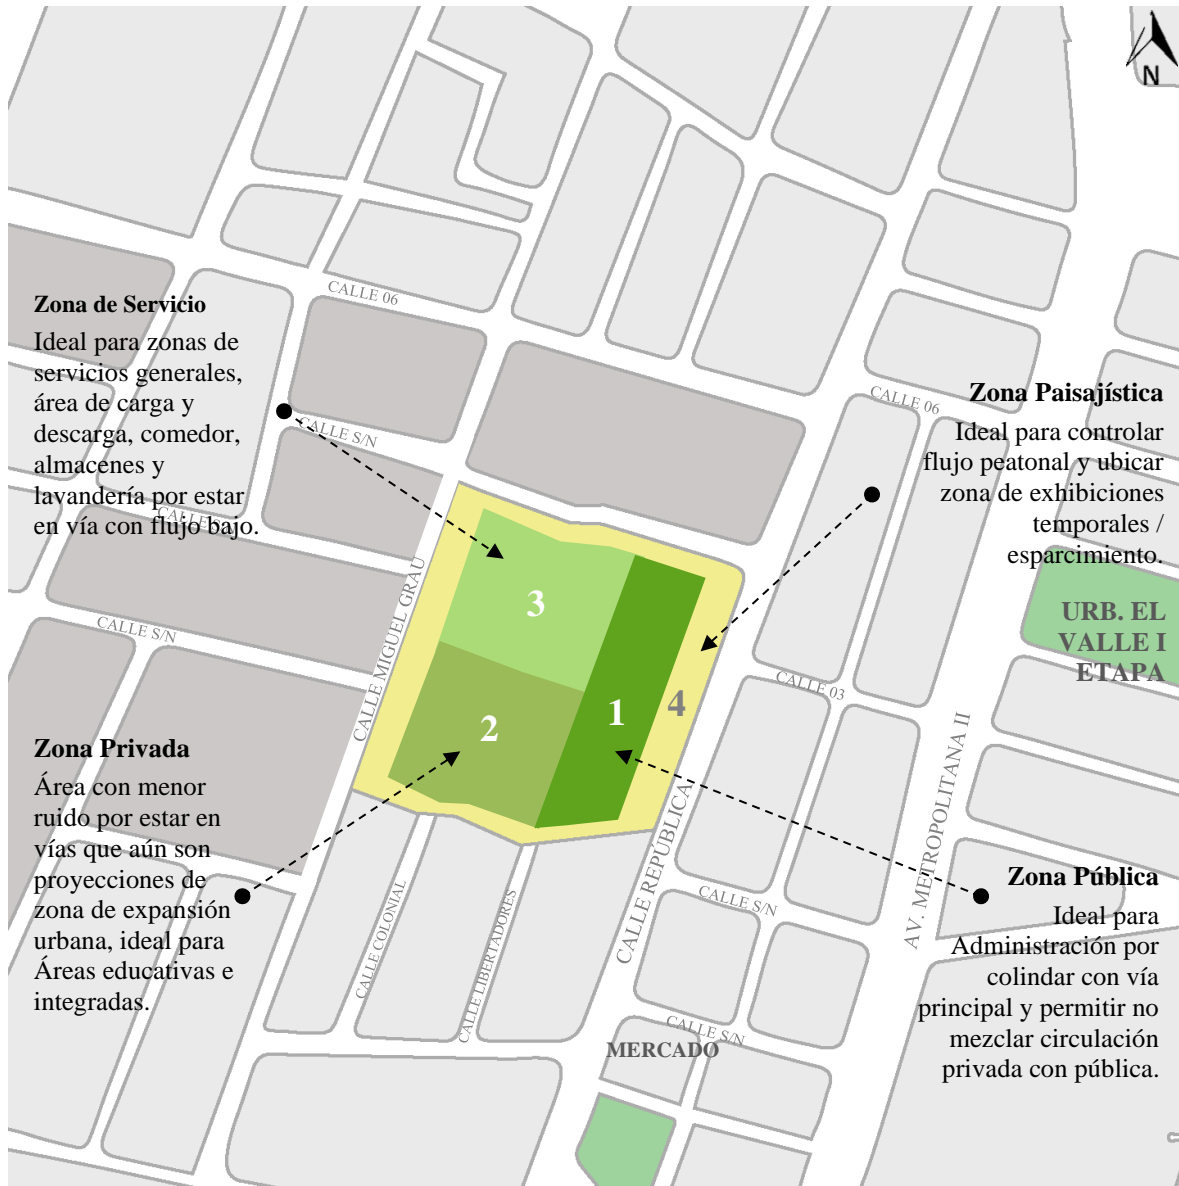 N
CALLE 06
Zona de Servicio
Ideal para zonas de
servicios generales,
área de carga y
descarga, comedor,
almacenes y
lavandería por estar
en vía con flujo bajo.
CALLE S/N
Zona Paisajística
Ideal para controlar
flujo peatonal y ubicar
zona de exhibiciones
temporales /
esparcimiento.
CALLE 06
CALLE MIGUEL GRAU
CALLE S/N
3
2
1
4
CALLE 03
URB. EL
VALLE I
ETAPA
AV. METROPOLITANA II
CALLE REPÚBLICA
Zona Privada
Área con menor
ruido por estar en
vías que aún son
proyecciones de
zona de expansión
urbana, ideal para
Áreas educativas e
integradas.
CALLE COLONIAL
CALLE LIBERTADORES
CALLE S/N
Zona Pública
Ideal para
Administración por
colindar con vía
principal y permitir no
mezclar circulación
privada con pública.
CALLE S/N
MERCADO